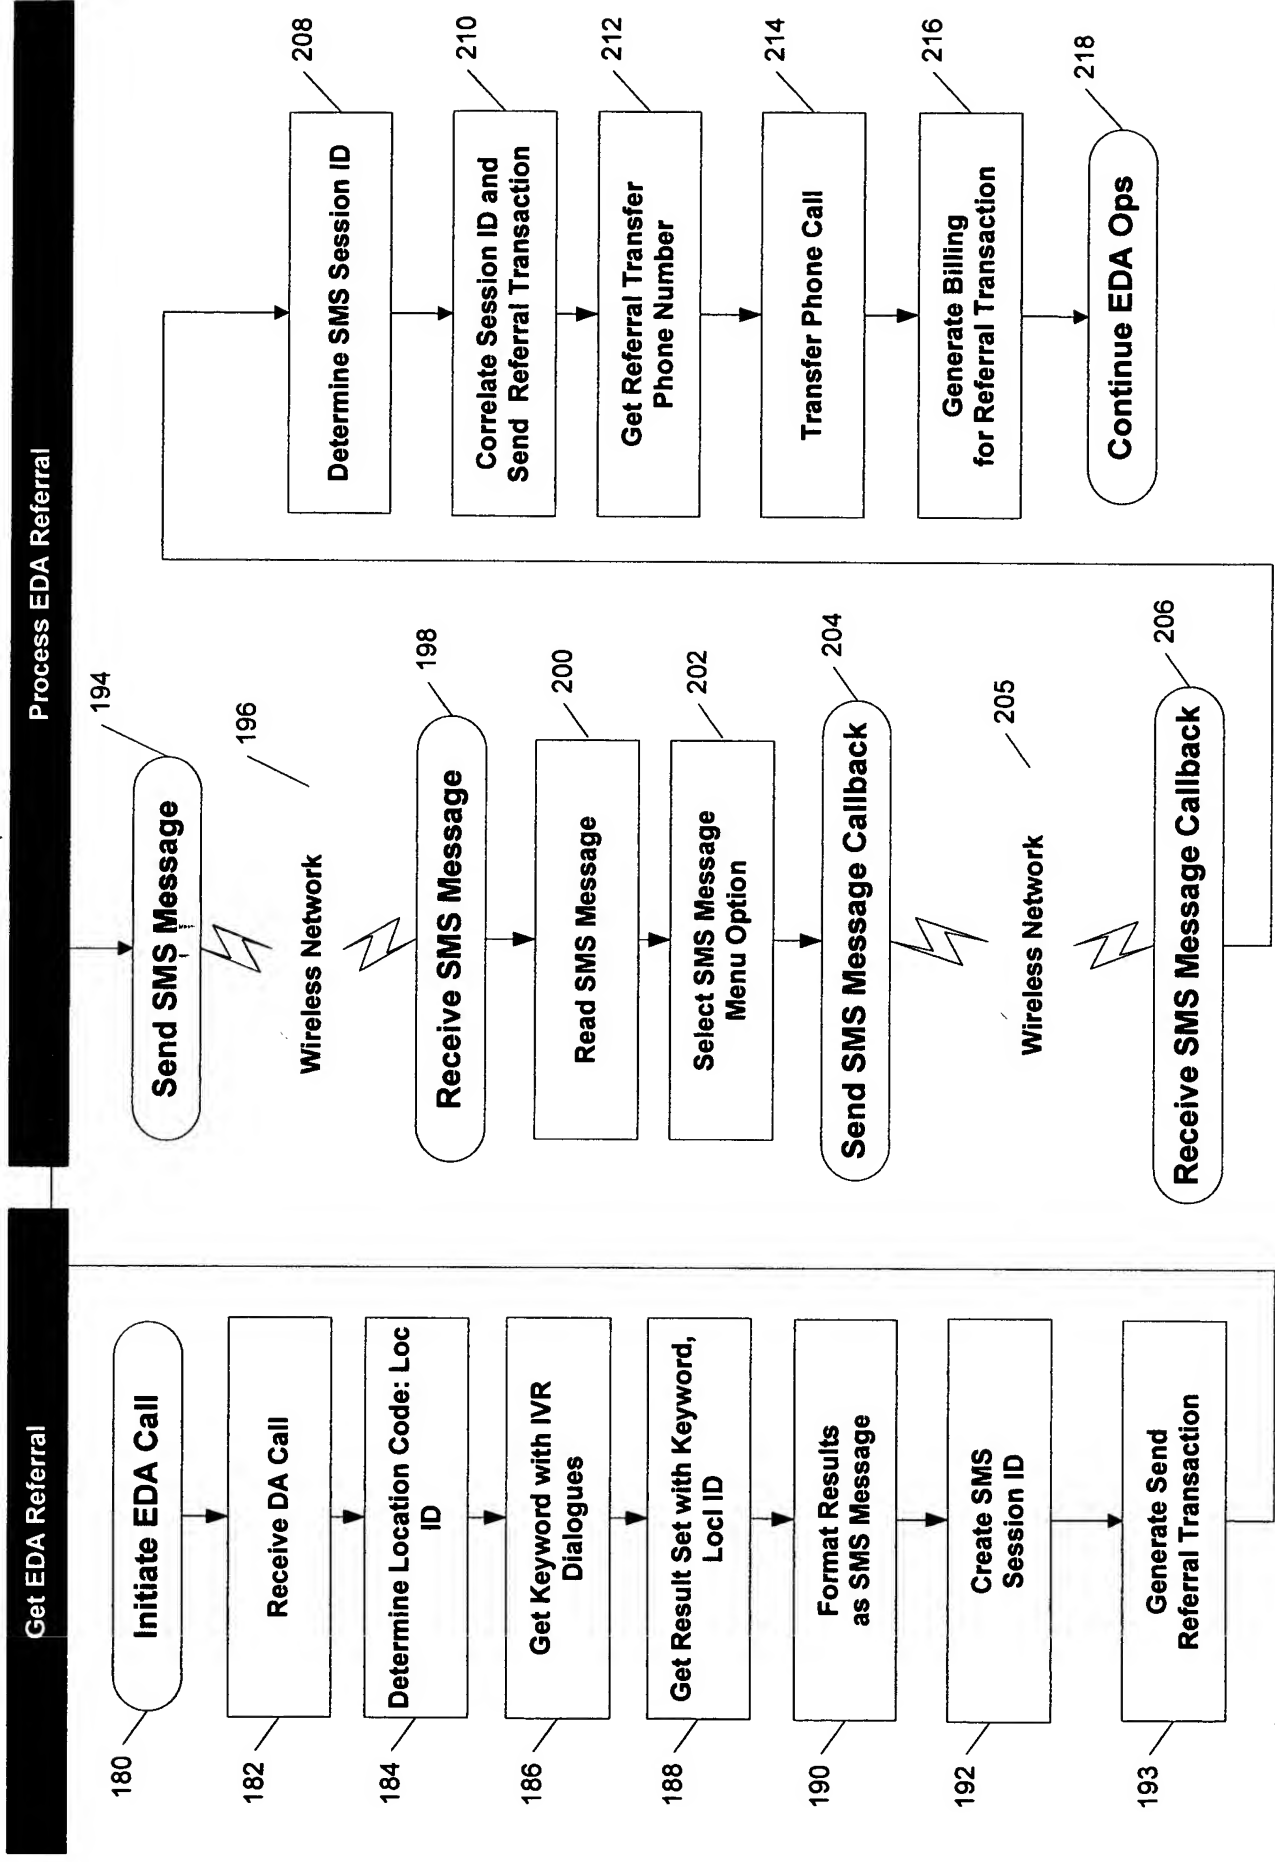 Get EDA Referral
180
Initiate EDA Call
182
Receive DA Call
184
Determine Location Code: Loc
ID
186
Get Keyword with IVR
Dialogues
188
Get Result Set with Keyword,
LocI ID
190
Format Results
as SMS Message
192
Create SMS
Session ID
193
Generate Send
Referral Transaction
Process EDA Referral
194
Send SMS Message
196
Wireless Network
198
Receive SMS Message
200
Read SMS Message
202
Select SMS Message
Menu Option
204
Send SMS Message Callback
205
Wireless Network
206
Receive SMS Message Callback
208
Determine SMS Session ID
210
Correlate Session ID and
Send Referral Transaction
212
Get Referral Transfer
Phone Number
214
Transfer Phone Call
216
Generate Billing
for Referral Transaction
218
Continue EDA Ops